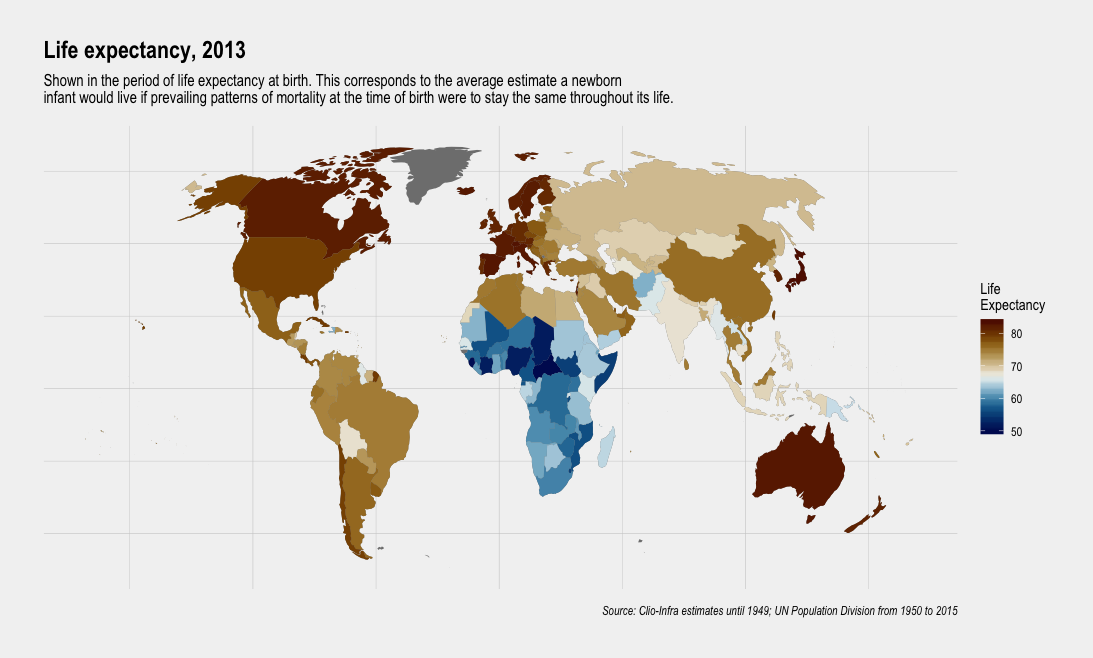 Life expectancy, 2013
Shown in the period of life expectancy at birth. This corresponds to the average estimate a newborn
infant would live if prevailing patterns of mortality at the time of birth were to stay the same throughout its life.
Life
Expectancy
80
70
60
50
Source: Clio-Infra estimates until 1949; UN Population Division from 1950 to 2015